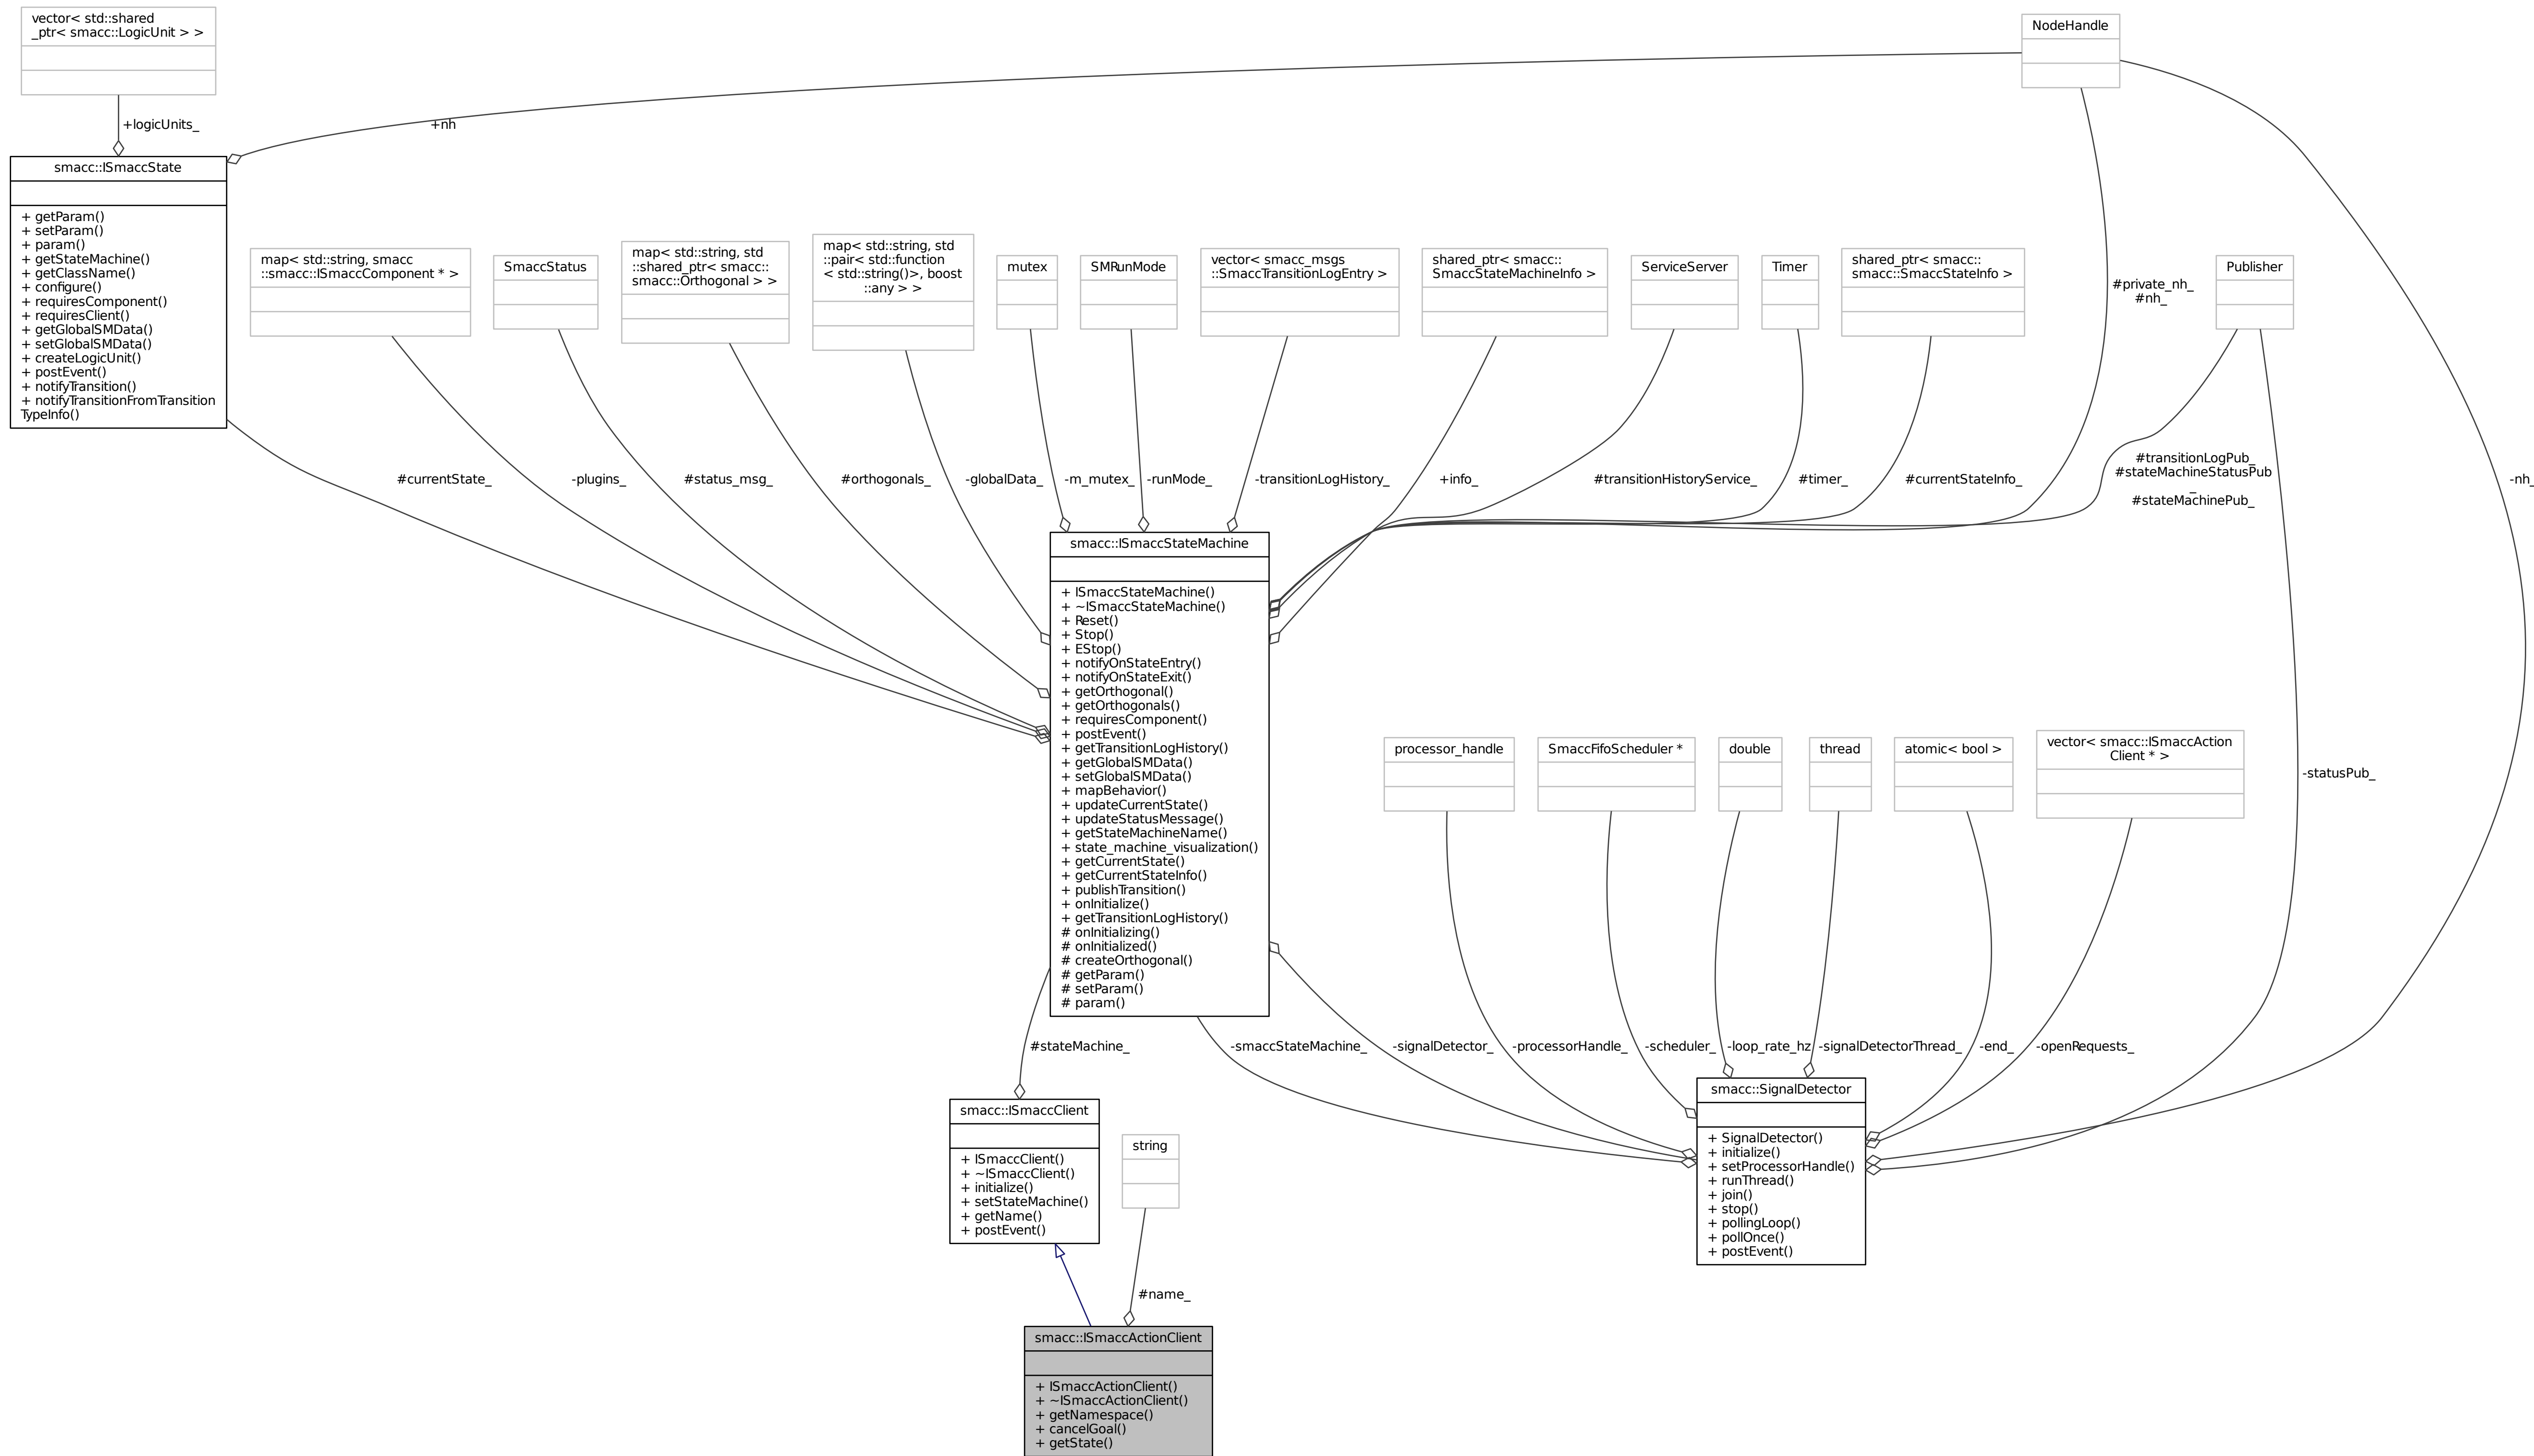 vector< std::shared
_ptr< smacc::LogicUnit > >
NodeHandle
+logicUnits_
+nh
smacc::ISmaccState
+ getParam()
+ setParam()
+ param()
+ getStateMachine()
+ getClassName()
+ configure()
+ requiresComponent()
+ requiresClient()
+ getGlobalSMData()
+ setGlobalSMData()
+ createLogicUnit()
+ postEvent()
+ notifyTransition()
+ notifyTransitionFromTransition
TypeInfo()
map< std::string, smacc
::smacc::ISmaccComponent * >
SmaccStatus
map< std::string, std
::shared_ptr< smacc::
smacc::Orthogonal > >
map< std::string, std
::pair< std::function
< std::string()>, boost
::any > >
mutex
SMRunMode
vector< smacc_msgs
::SmaccTransitionLogEntry >
shared_ptr< smacc::
SmaccStateMachineInfo >
ServiceServer
Timer
shared_ptr< smacc::
smacc::SmaccStateInfo >
#private_nh_
#nh_
Publisher
#currentState_
-plugins_
#status_msg_
#orthogonals_
-globalData_
-m_mutex_
-runMode_
-transitionLogHistory_
+info_
#transitionHistoryService_
#timer_
#currentStateInfo_
#transitionLogPub_
#stateMachineStatusPub
_
#stateMachinePub_
-nh_
smacc::ISmaccStateMachine
+ ISmaccStateMachine()
+ ~ISmaccStateMachine()
+ Reset()
+ Stop()
+ EStop()
+ notifyOnStateEntry()
+ notifyOnStateExit()
+ getOrthogonal()
+ getOrthogonals()
+ requiresComponent()
+ postEvent()
+ getTransitionLogHistory()
+ getGlobalSMData()
+ setGlobalSMData()
+ mapBehavior()
+ updateCurrentState()
+ updateStatusMessage()
+ getStateMachineName()
+ state_machine_visualization()
+ getCurrentState()
+ getCurrentStateInfo()
+ publishTransition()
+ onInitialize()
+ getTransitionLogHistory()
# onInitializing()
# onInitialized()
# createOrthogonal()
# getParam()
# setParam()
# param()
processor_handle
SmaccFifoScheduler *
double
thread
atomic< bool >
vector< smacc::ISmaccAction
Client * >
-statusPub_
#stateMachine_
-smaccStateMachine_
-signalDetector_
-processorHandle_
-scheduler_
-loop_rate_hz
-signalDetectorThread_
-end_
-openRequests_
smacc::SignalDetector
+ SignalDetector()
+ initialize()
+ setProcessorHandle()
+ runThread()
+ join()
+ stop()
+ pollingLoop()
+ pollOnce()
+ postEvent()
smacc::ISmaccClient
+ ISmaccClient()
+ ~ISmaccClient()
+ initialize()
+ setStateMachine()
+ getName()
+ postEvent()
string
#name_
smacc::ISmaccActionClient
+ ISmaccActionClient()
+ ~ISmaccActionClient()
+ getNamespace()
+ cancelGoal()
+ getState()